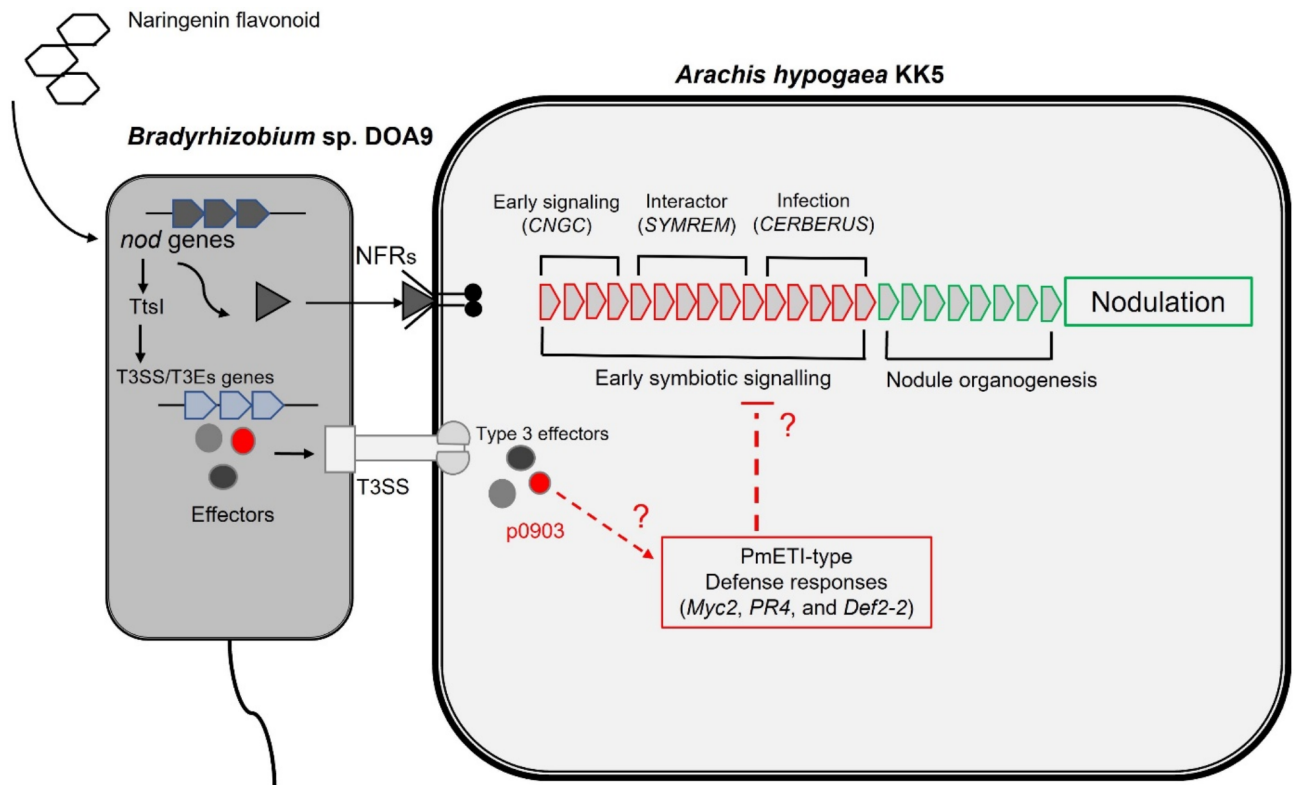 Naringenin flavonoid
Arachis hypogaea KK5
Bradyrhizobium sp. DOA9
nod genes
TtsI
T3SS/T3Es genes
Effectors
NFRs
T3SS
Early signaling
(CNGC)
Interactor
(SYMREM)
Infection
(CERBERUS)
Nodulation
Early symbiotic signalling
Nodule organogenesis
?
Type 3 effectors
p0903
?
PmETI-type
Defense responses
(Myc2, PR4, and Def2-2)